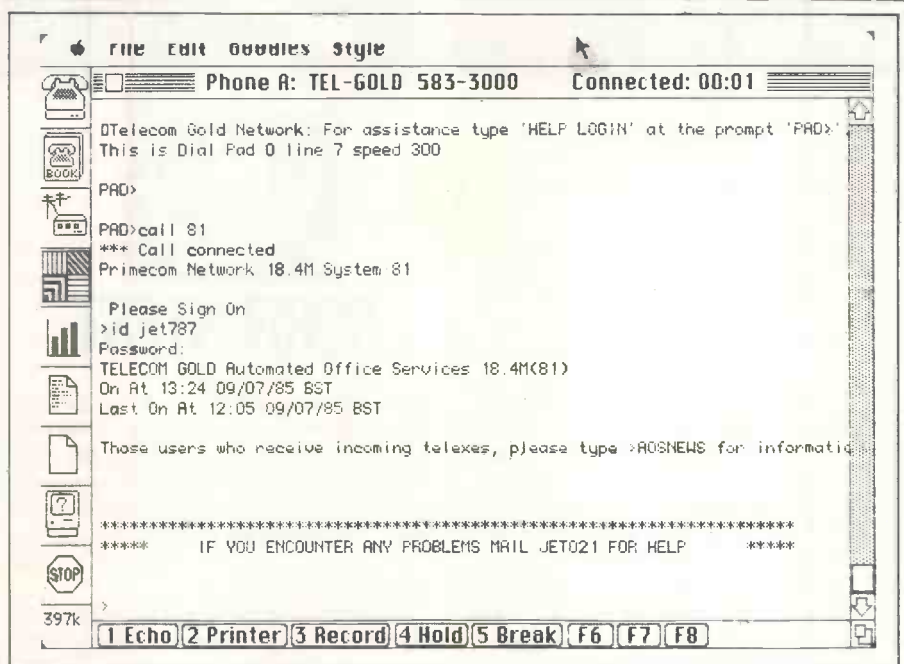 File Edit Goodies Style
Phone A: TEL-GOLD 583-3000 Connected: 00:01
OTelecom Gold Network: For assistance type 'HELP LOGIN' at the prompt 'PAD>'
This is Dial Pad 0 line 7 speed 300
PAD>
PAD>call 81
*** Call connected
Primecom Network 18.4M System 81
Please Sign On
>id jet787
Password:
TELECOM GOLD Automated Office Services 18.4M(81)
On At 13:24 09/07/85 BST
Last On At 12:05 09/07/85 BST
Those users who receive incoming telexes, please type >AOSNEWS for informatio
************************************************************************
***** IF YOU ENCOUNTER ANY PROBLEMS MAIL JET021 FOR HELP *****
>
BOOK
?
STOP
397k
1 Echo 2 Printer 3 Record 4 Hold 5 Break F6 F7 F8